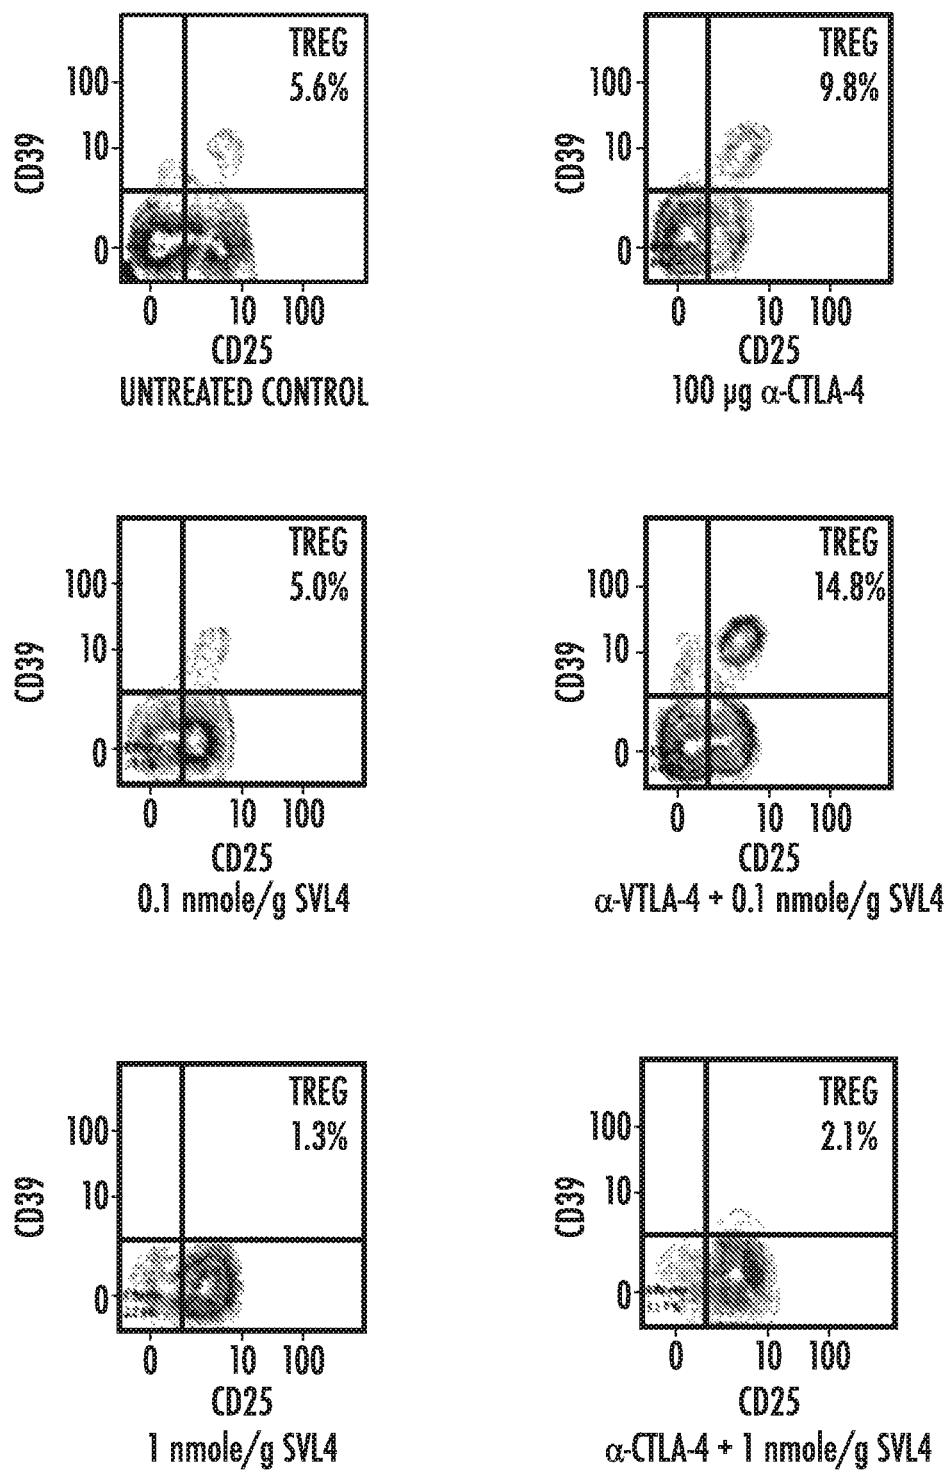 TREG
5.6%
100
10
0
CD39
0 10 100
CD25
UNTREATED CONTROL
TREG
9.8%
100
10
0
CD39
0 10 100
CD25
100 µg α-CTLA-4
TREG
5.0%
100
10
0
CD39
0 10 100
CD25
0.1 nmole/g SVL4
TREG
14.8%
100
10
0
CD39
0 10 100
CD25
α-VTLA-4 + 0.1 nmole/g SVL4
TREG
1.3%
100
10
0
CD39
0 10 100
CD25
1 nmole/g SVL4
TREG
2.1%
100
10
0
CD39
0 10 100
CD25
α-CTLA-4 + 1 nmole/g SVL4